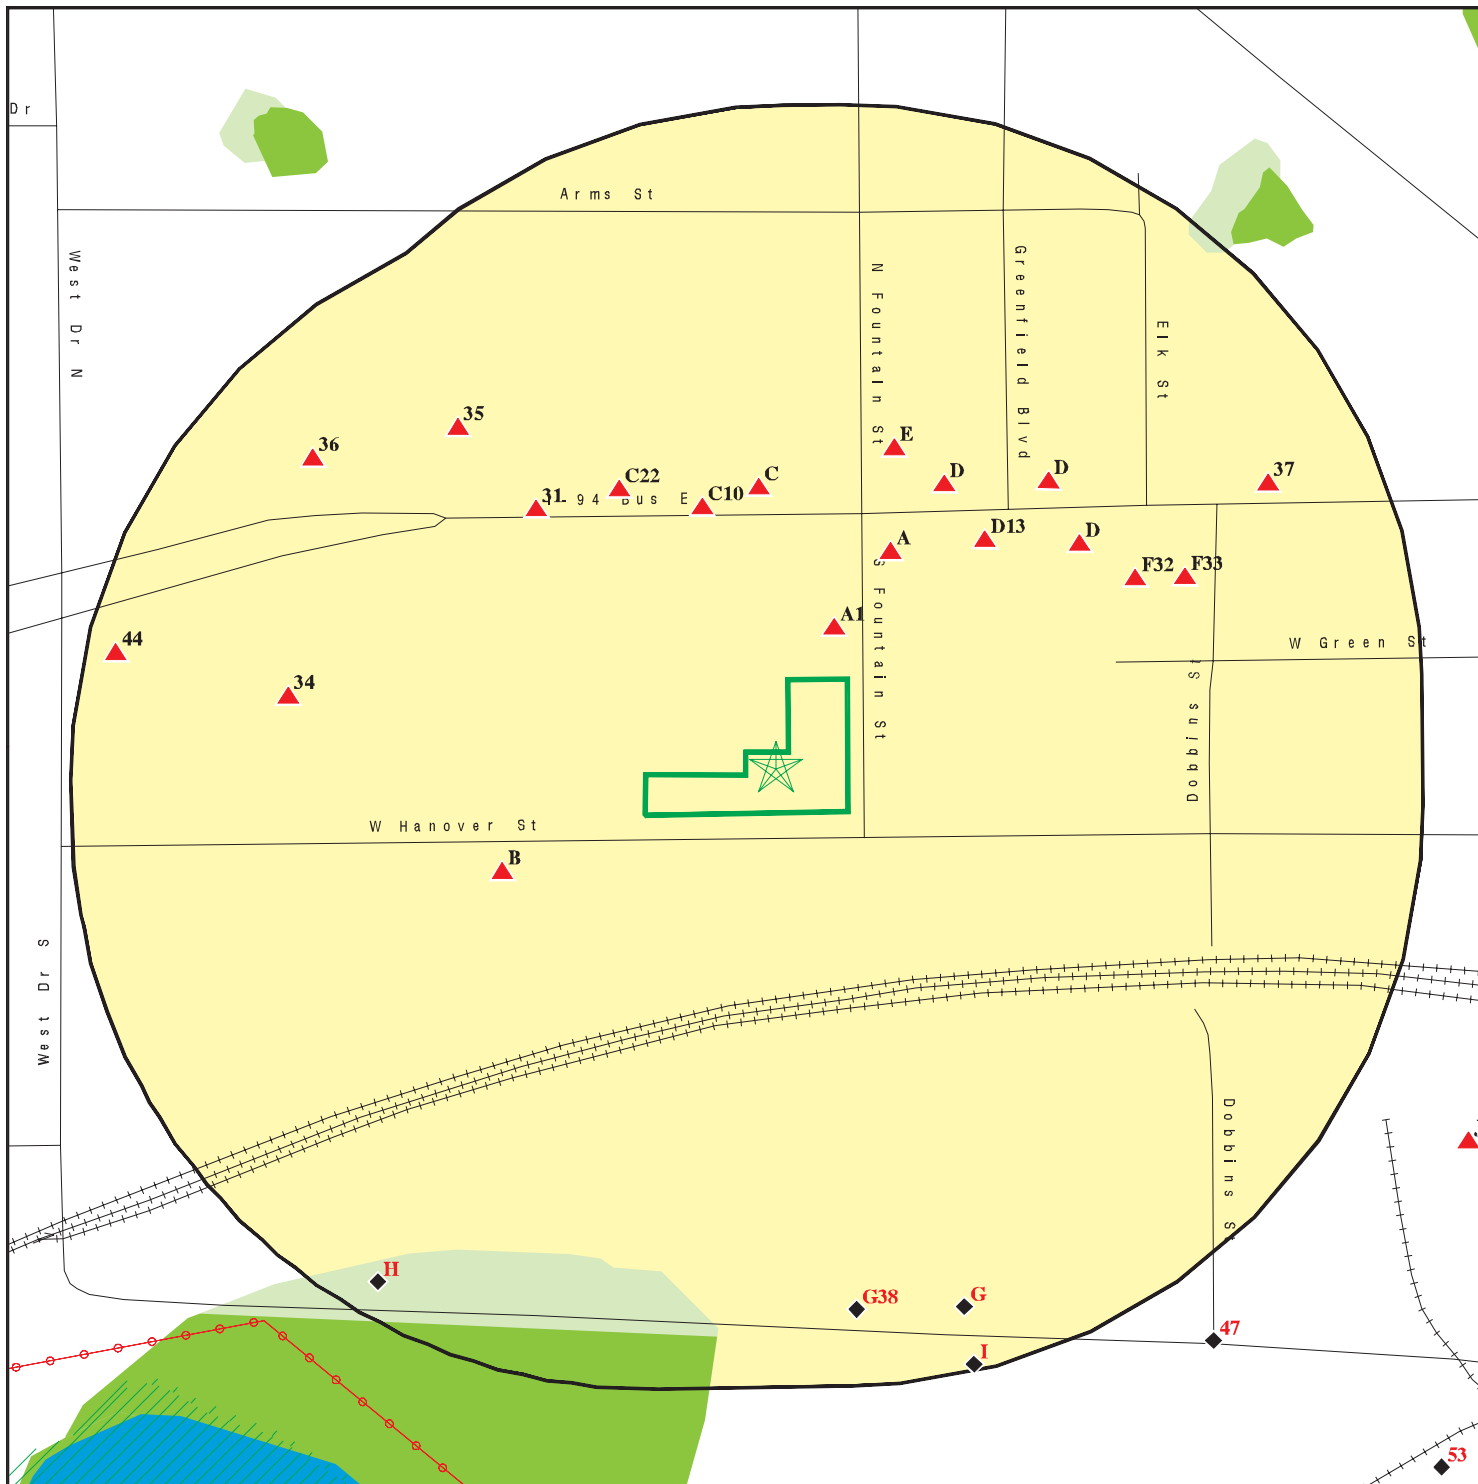 Dr
Arms St
West Dr N
N Fountain St
Greenfield Blvd
Elk St
35
36
E
D
D
37
C
C22
C10
31
I-94 Bus E
D13
D
A
F32
F33
A1
S Fountain St
44
34
W Green St
Dobbins St
W Hanover St
B
West Dr S
Dobbins St
H
G38
G
47
I
53